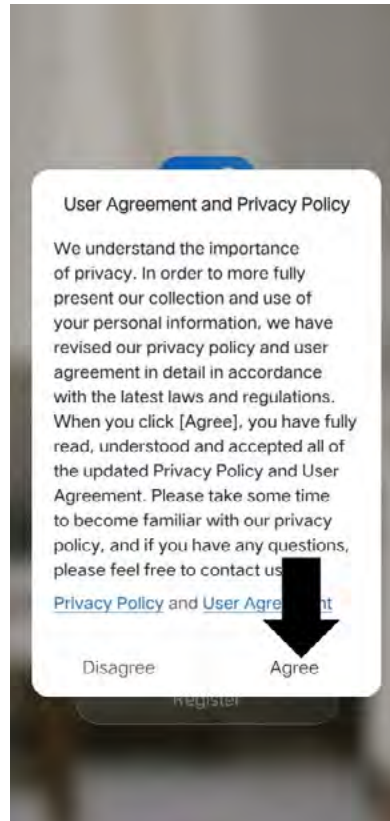 User Agreement and Privacy Policy
We understand the importance
of privacy. In order to more fully
present our collection and use of
your personal information, we have
revised our privacy policy and user
agreement in detail in accordance
with the latest laws and regulations.
When you click [Agree], you have fully
read, understood and accepted all of
the updated Privacy Policy and User
Agreement. Please take some time
to become familiar with our privacy
policy, and if you have any questions,
please feel free to contact us
Privacy Policy and User
Disagree
Agree
Register